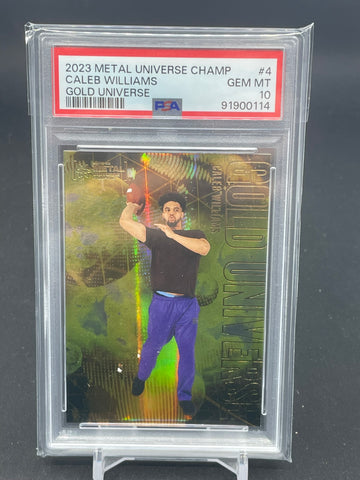 2023 METAL UNIVERSE CHAMP #4
CALEB WILLIAMS GEM MT
GOLD UNIVERSE PSA 10
91900114
CALEB WILLIAMS
GOLD UNIVERSE